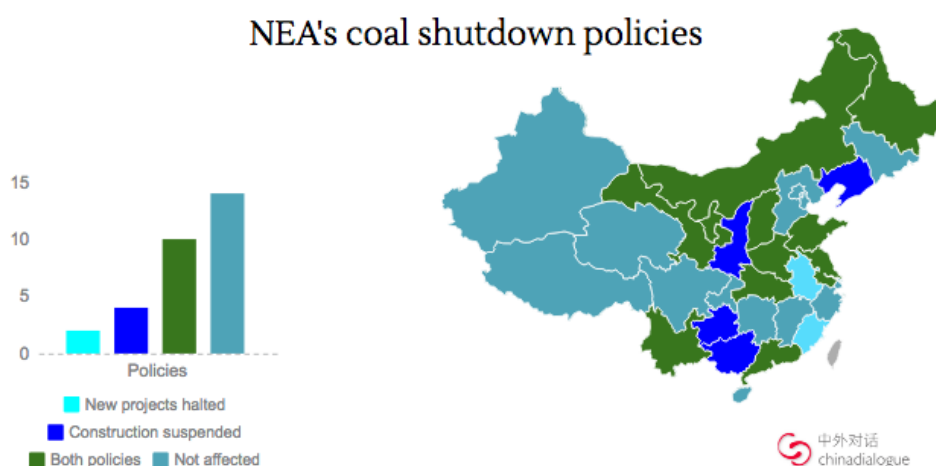 NEA's coal shutdown policies
15
10
5
0
Policies
New projects halted
Construction suspended
Both policies Not affected
中外对话
chinadialogue